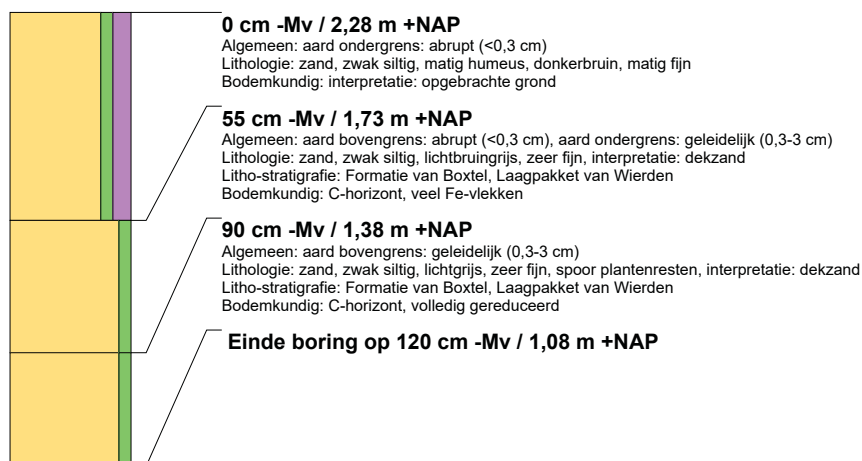 0 cm -Mv / 2,28 m +NAP
Algemeen: aard ondergrens: abrupt (<0,3 cm)
Lithologie: zand, zwak siltig, matig humeus, donkerbruin, matig fijn
Bodemkundig: interpretatie: opgebrachte grond
55 cm -Mv / 1,73 m +NAP
Algemeen: aard bovengrens: abrupt (<0,3 cm), aard ondergrens: geleidelijk (0,3-3 cm)
Lithologie: zand, zwak siltig, lichtbruingrijs, zeer fijn, interpretatie: dekzand
Litho-stratigrafie: Formatie van Boxtel, Laagpakket van Wierden
Bodemkundig: C-horizont, veel Fe-vlekken
90 cm -Mv / 1,38 m +NAP
Algemeen: aard bovengrens: geleidelijk (0,3-3 cm)
Lithologie: zand, zwak siltig, lichtgrijs, zeer fijn, spoor plantenresten, interpretatie: dekzand
Litho-stratigrafie: Formatie van Boxtel, Laagpakket van Wierden
Bodemkundig: C-horizont, volledig gereduceerd
Einde boring op 120 cm -Mv / 1,08 m +NAP